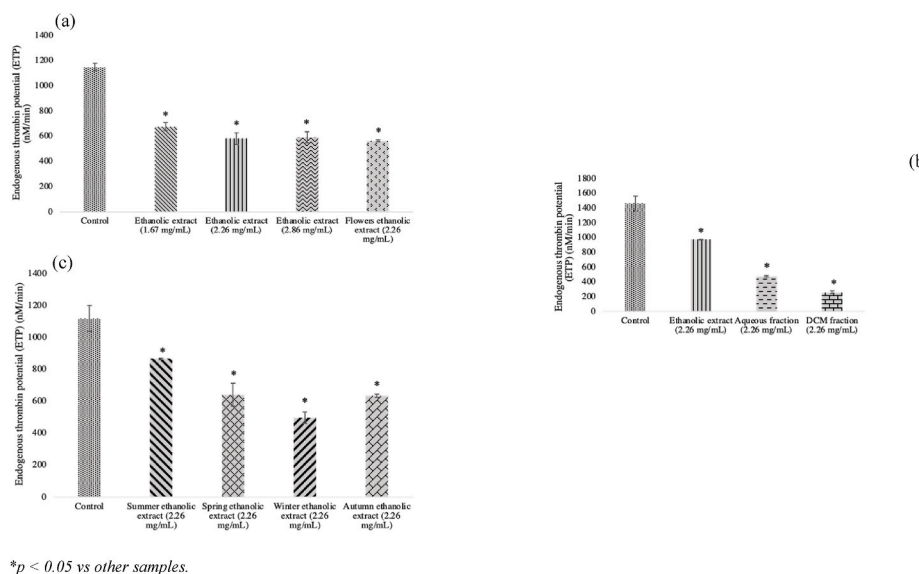 (a)
Endogenous thrombin potential (ETP)
(nM/min)
1400
1200
1000
800
600
400
200
0
*
*
*
*
Control
Ethanolic extract
(1.67 mg/mL)
Ethanolic extract
(2.26 mg/mL)
Ethanolic extract
(2.86 mg/mL)
Flowers ethanolic
extract (2.26
mg/mL)
(b
Endogenous thrombin potential
(ETP) (nM/min)
1800
1600
1400
1200
1000
800
600
400
200
0
*
*
*
Control
Ethanolic extract
(2.26 mg/mL)
Aqueous fraction
(2.26 mg/mL)
DCM fraction
(2.26 mg/mL)
(c)
Endogenous thrombin potential (ETP) (nM/min)
1400
1200
1000
800
600
400
200
0
*
*
*
*
Control
Summer ethanolic
extract (2.26
mg/mL)
Spring ethanolic
extract (2.26
mg/mL)
Winter ethanolic
extract (2.26
mg/mL)
Autumn ethanolic
extract (2.26
mg/mL)
*p < 0.05 vs other samples.